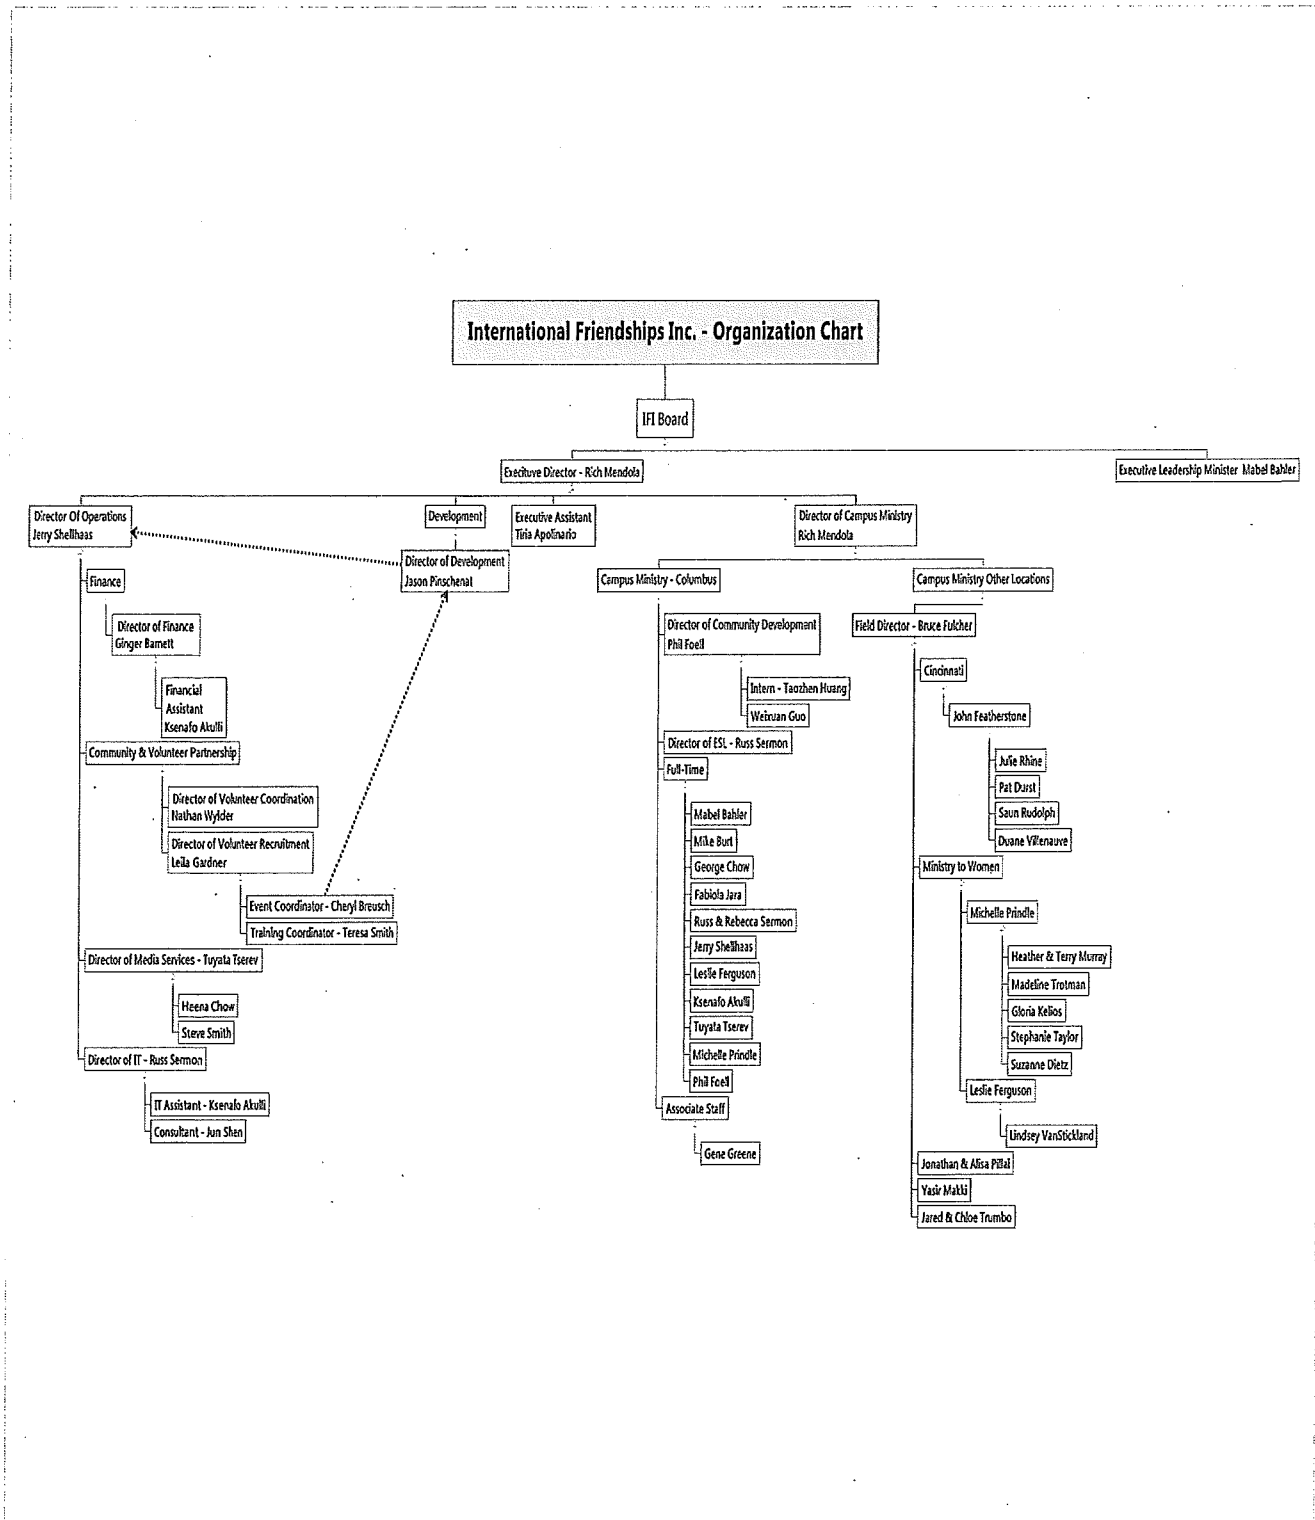 International Friendships Inc. - Organization Chart
IFI Board
Execituve Director - Rich Mendola
Executive Leadership Minister Mabel Bahler
Director Of Operations
Jerry Shellhaas
Development
Executive Assistant
Tiria Apolinario
Director of Campus Ministry
Rich Mendola
Director of Development
Jason Pinschenat
Finance
Director of Finance
Ginger Barnett
Financial
Assistant
Ksenafo Akulli
Community & Volunteer Partnership
Director of Volunteer Coordination
Nathan Wylder
Director of Volunteer Recruitment
Leila Gardner
Event Coordinator - Cheryl Breusch
Training Coordinator - Teresa Smith
Director of Media Services - Tuyata Tserev
Heena Chow
Steve Smith
Director of IT - Russ Sermon
IT Assistant - Ksenafo Akulli
Consultant - Jun Shen
Campus Ministry - Columbus
Director of Community Development
Phil Foell
Intern - Taozhen Huang
Weixuan Guo
Director of ESL - Russ Sermon
Full-Time
Mabel Bahler
Mike Burt
George Chow
Fabiola Jara
Russ & Rebecca Sermon
Jerry Shellhaas
Leslie Ferguson
Ksenafo Akulli
Tuyata Tserev
Michelle Prindle
Phil Foell
Associate Staff
Gene Greene
Campus Ministry Other Locations
Field Director - Bruce Fulcher
Cincinnati
John Featherstone
Julie Rhine
Pat Durst
Saun Rudolph
Duane Villenauve
Ministry to Women
Michelle Prindle
Heather & Terry Murray
Madeline Trotman
Gloria Kelios
Stephanie Taylor
Suzanne Dietz
Leslie Ferguson
Lindsey VanStickland
Jonathan & Alisa Pillai
Yasir Makki
Jared & Chloe Trumbo